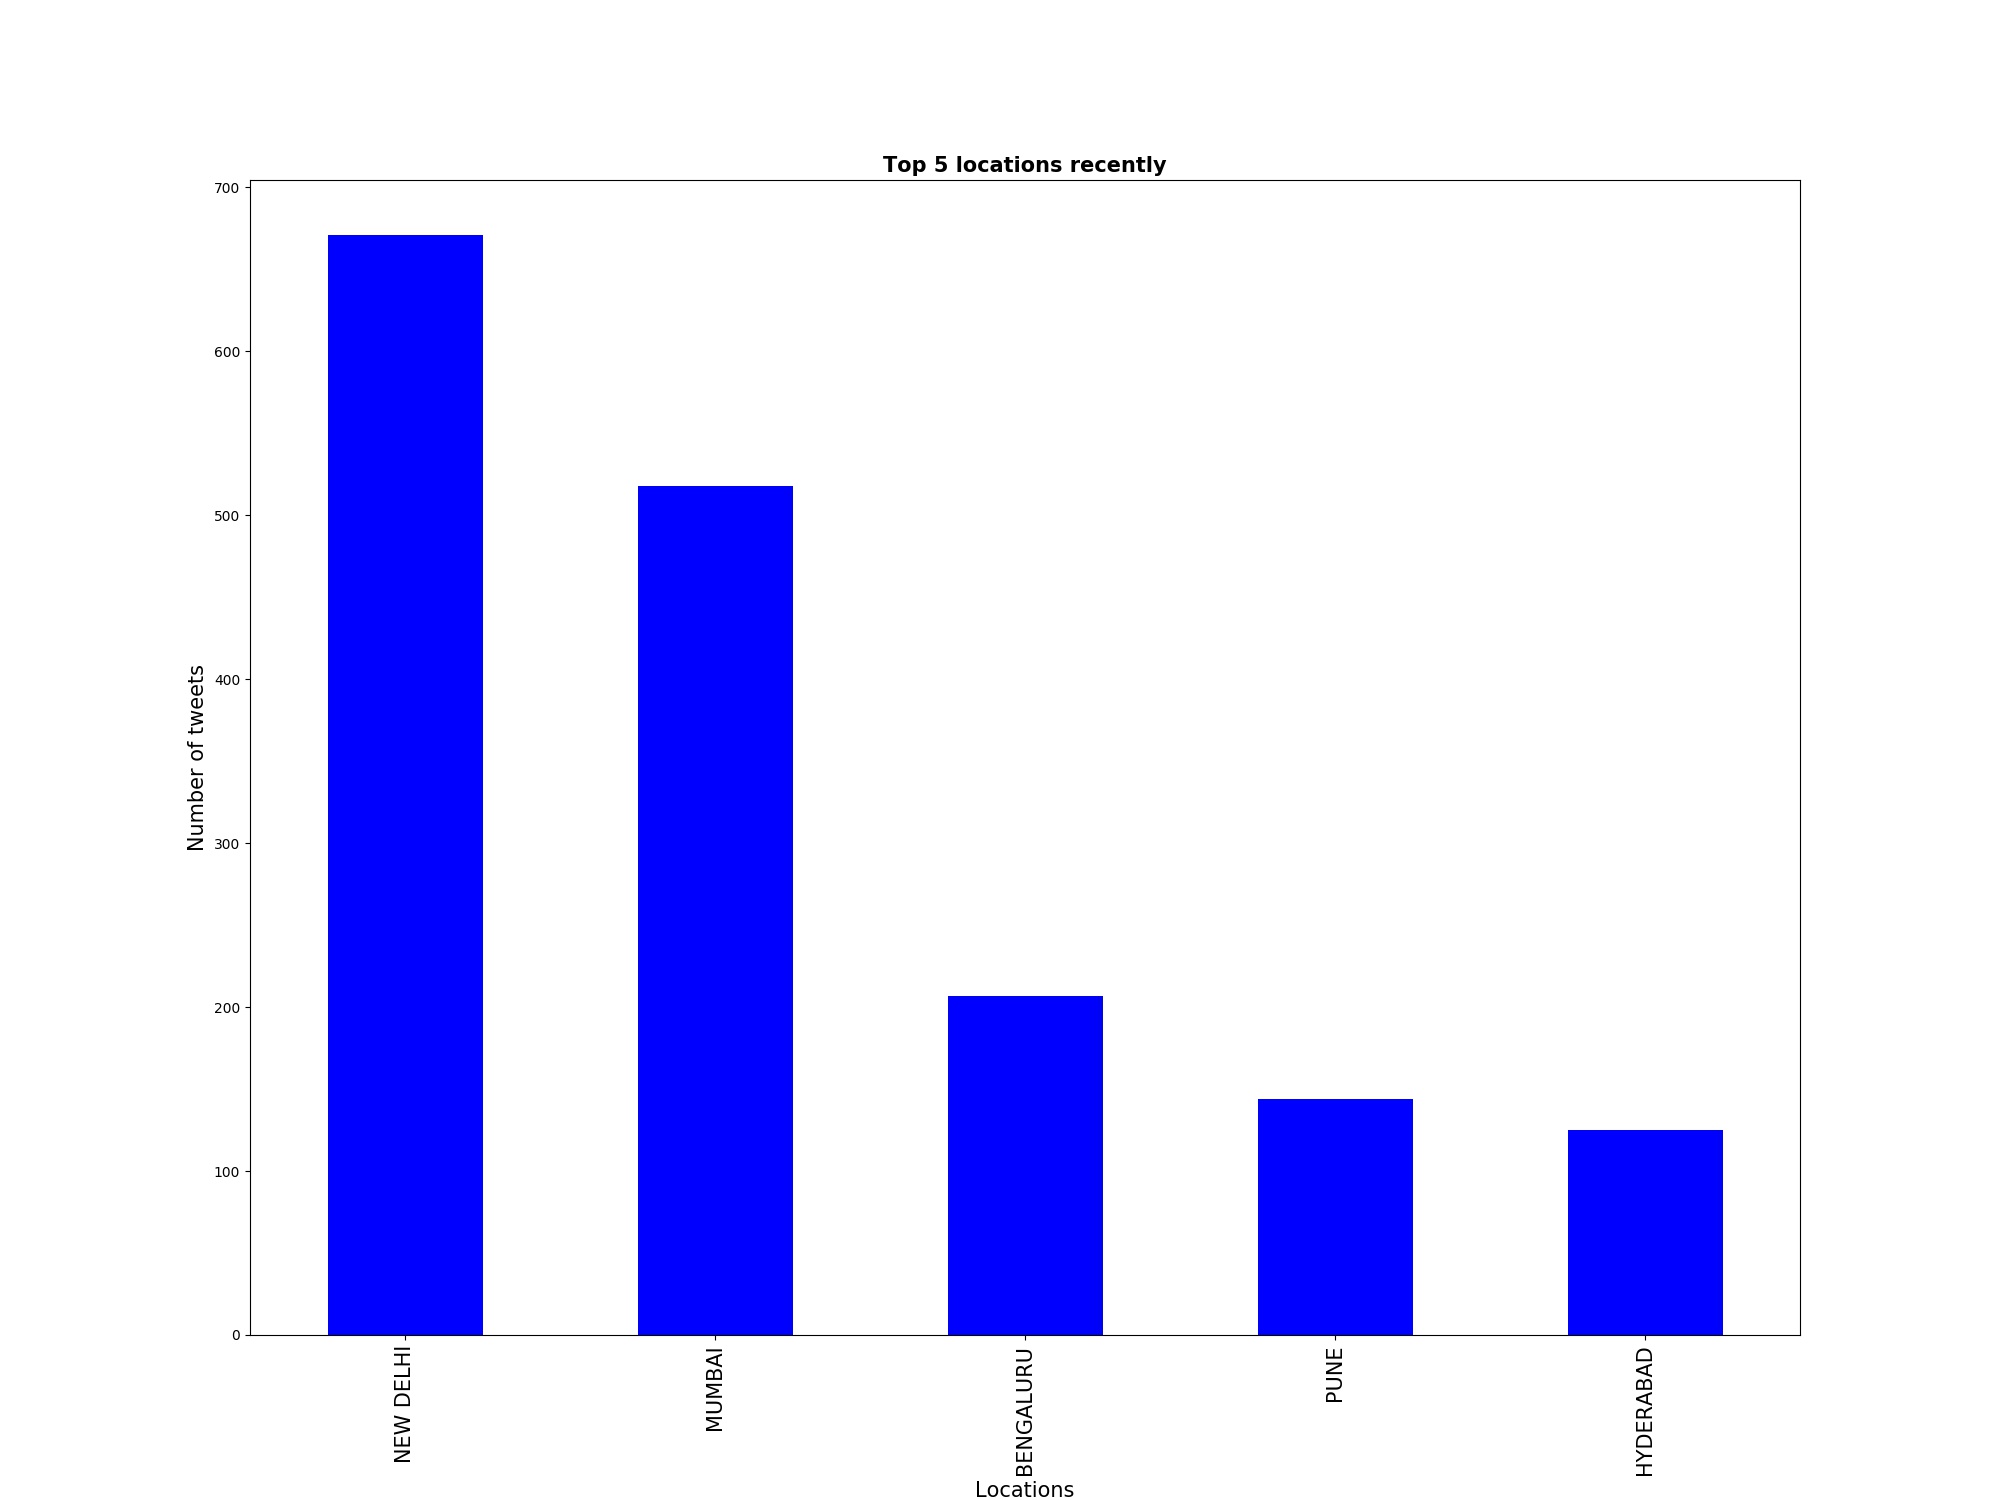 Top 5 locations recently
700
600
500
400
300
200
100
0
Number of tweets
NEW DELHI
MUMBAI
BENGALURU
PUNE
HYDERABAD
Locations